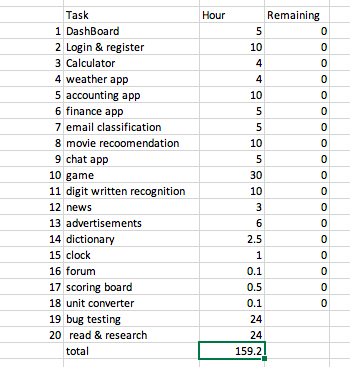 Task Hour Remaining
1 DashBoard 5 0
2 Login & register 10 0
3 Calculator 4 0
4 weather app 4 0
5 accounting app 10 0
6 finance app 5 0
7 email classification 5 0
8 movie recoomendation 10 0
9 chat app 5 0
10 game 30 0
11 digit written recognition 10 0
12 news 3 0
13 advertisements 6 0
14 dictionary 2.5 0
15 clock 1 0
16 forum 0.1 0
17 scoring board 0.5 0
18 unit converter 0.1 0
19 bug testing 24
20 read & research 24
total 159.2